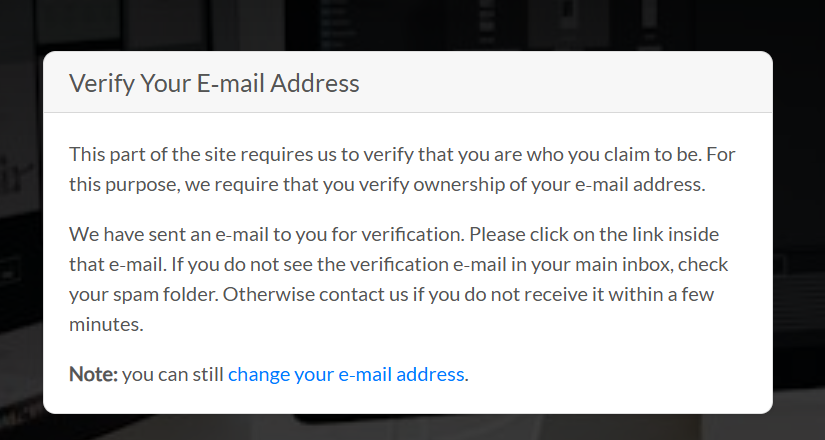 Verify Your E-mail Address
This part of the site requires us to verify that you are who you claim to be. For
this purpose, we require that you verify ownership of your e-mail address.
We have sent an e-mail to you for verification. Please click on the link inside
that e-mail. If you do not see the verification e-mail in your main inbox, check
your spam folder. Otherwise contact us if you do not receive it within a few
minutes.
Note: you can still change your e-mail address.